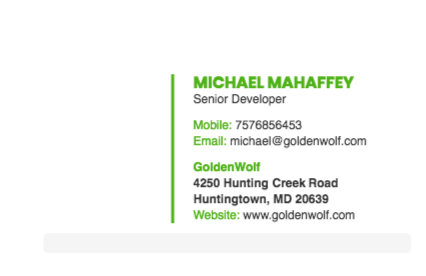 MICHAEL MAHAFFEY
Senior Developer
Mobile: 7576856453
Email: michael@goldenwolf.com
GoldenWolf
4250 Hunting Creek Road
Huntingtown, MD 20639
Website: www.goldenwolf.com